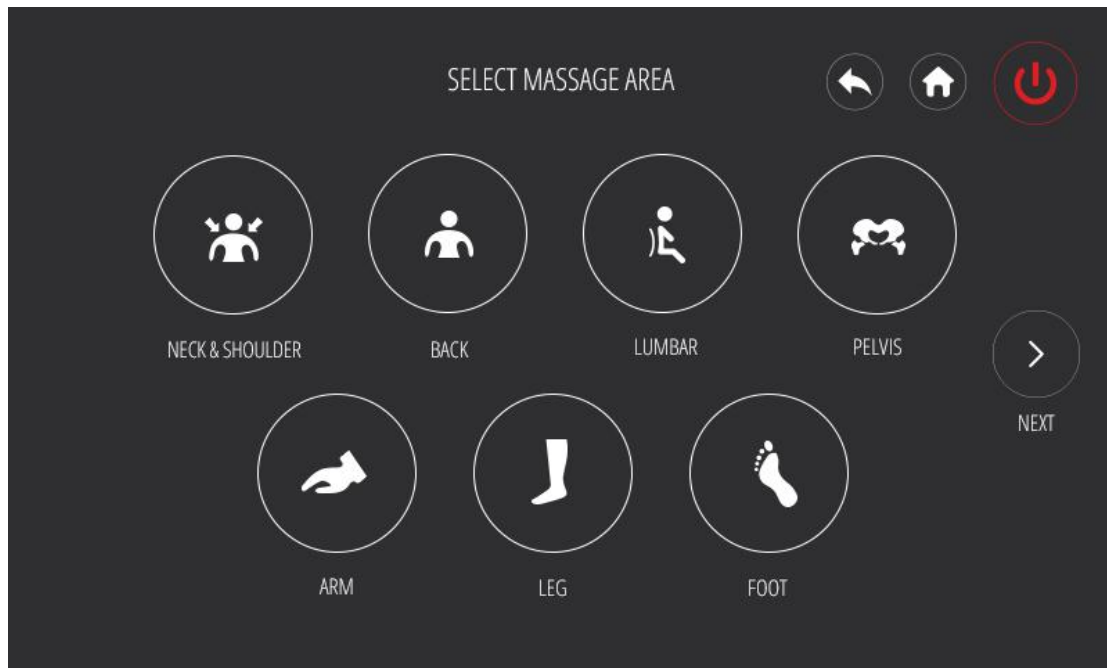 SELECT MASSAGE AREA
NECK & SHOULDER
BACK
LUMBAR
PELVIS
NEXT
ARM
LEG
FOOT